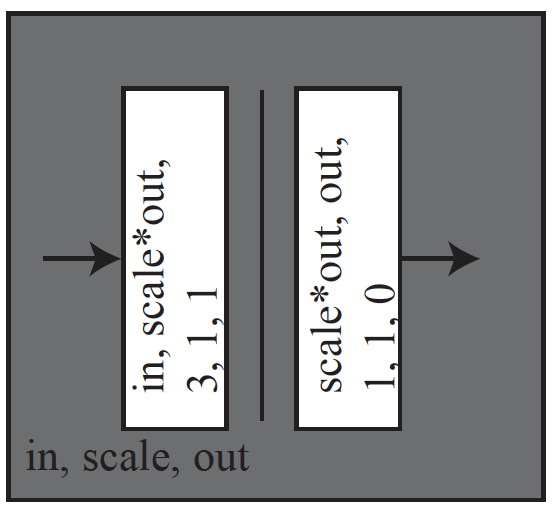 in, scale*out,
3, 1, 1
scale*out, out,
1, 1, 0
in, scale, out